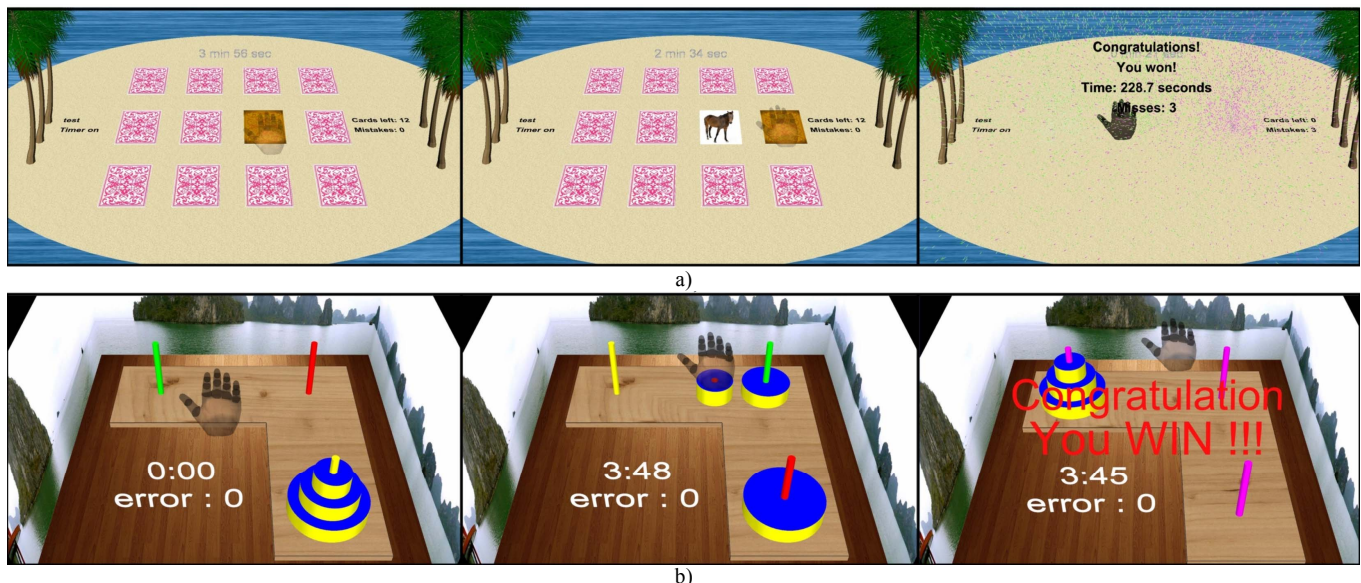 3 min 56 sec
test
Timer on
Cards left: 12
Mistakes: 0
2 min 34 sec
test
Timer on
Cards left: 12
Mistakes: 0
Congratulations!
You won!
Time: 228.7 seconds
Misses: 3
test
Timer on
Cards left: 0
Mistakes: 3
a)
0:00
error : 0
3:48
error : 0
Congratulation
You WIN !!!
3:45
error : 0
b)